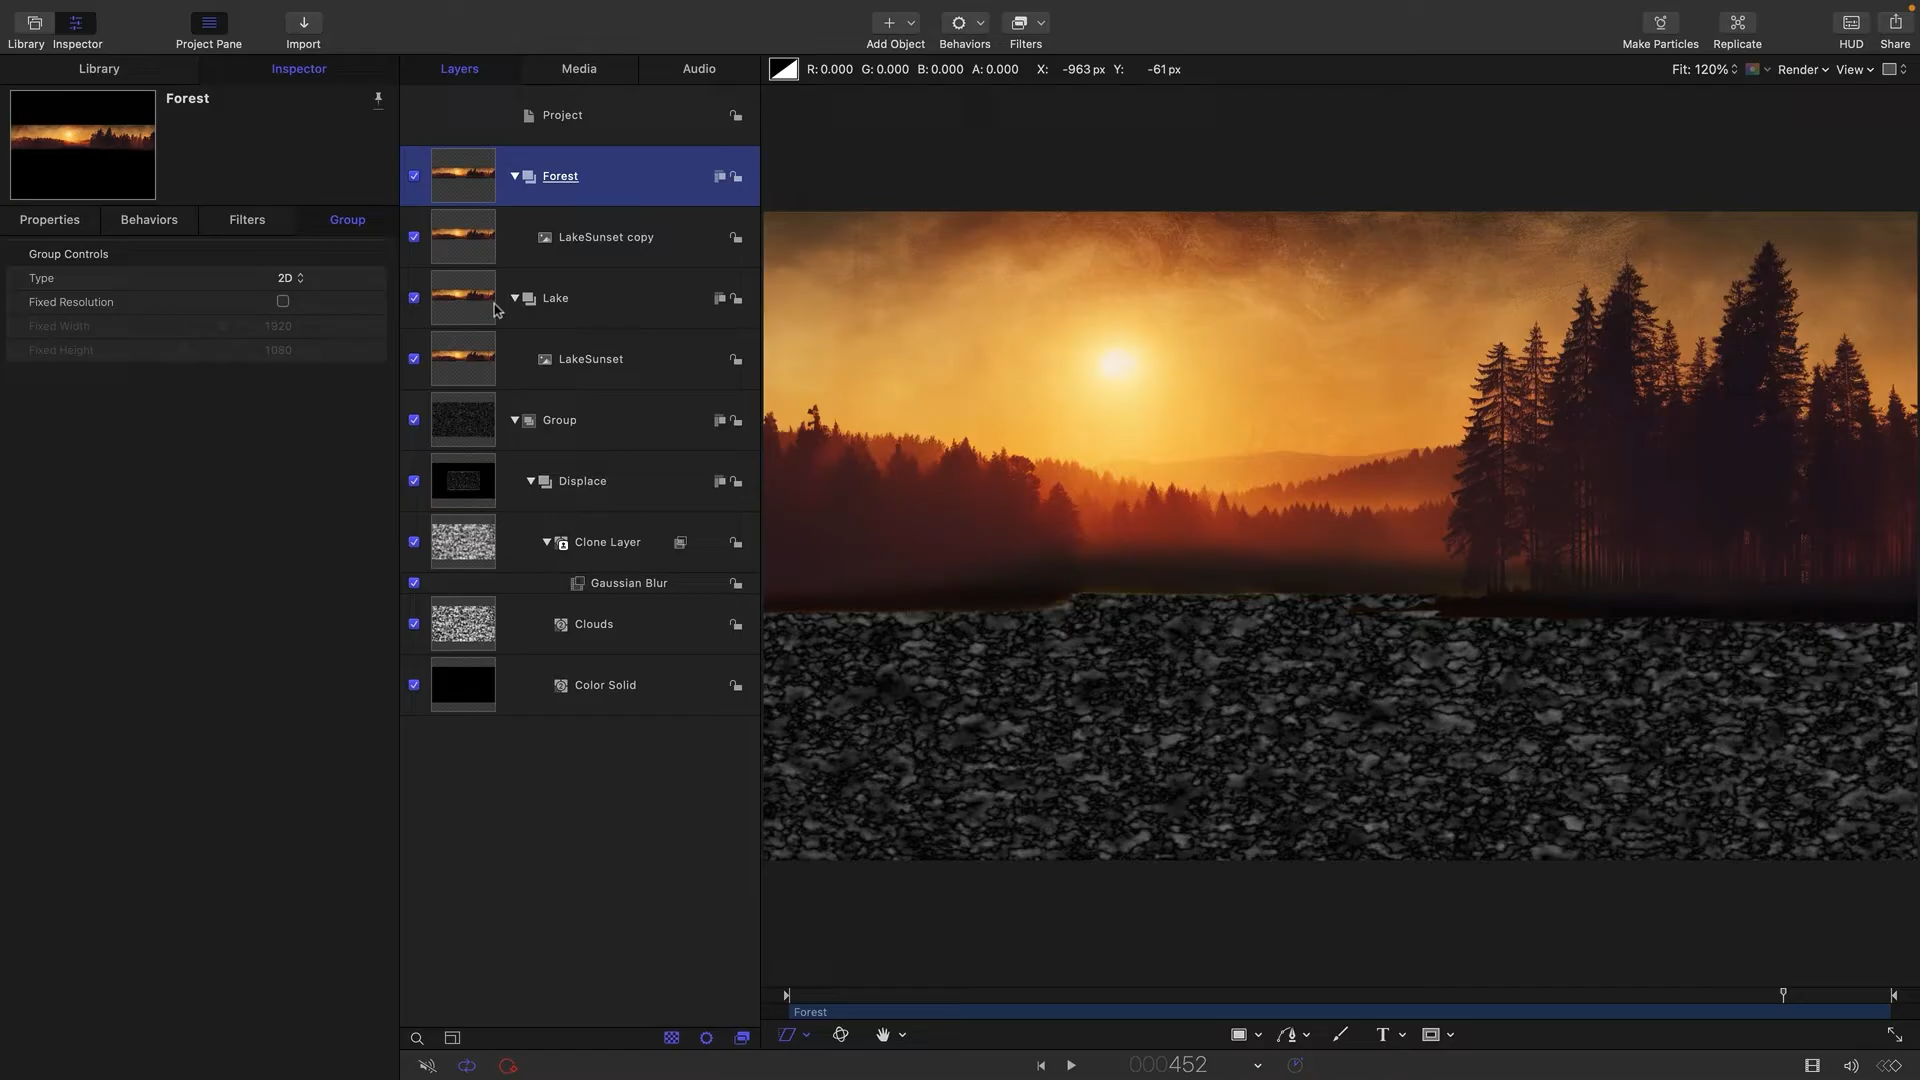 Library
Inspector
Project Pane
Import
Add Object
Behaviors
Filters
Make Particles
Replicate
HUD
Share
Library
Inspector
Layers
Media
Audio
R: 0.000 G: 0.000 B: 0.000 A: 0.000 X: -963 px Y: -61 px
Fit: 120%
Render
View
Forest
Properties
Behaviors
Filters
Group
Group Controls
Type 2D
Fixed Resolution
Fixed Width 1920
Fixed Height 1080
Project
Forest
LakeSunset copy
Lake
LakeSunset
Group
Displace
Clone Layer
Gaussian Blur
Clouds
Color Solid
Forest
T
000452